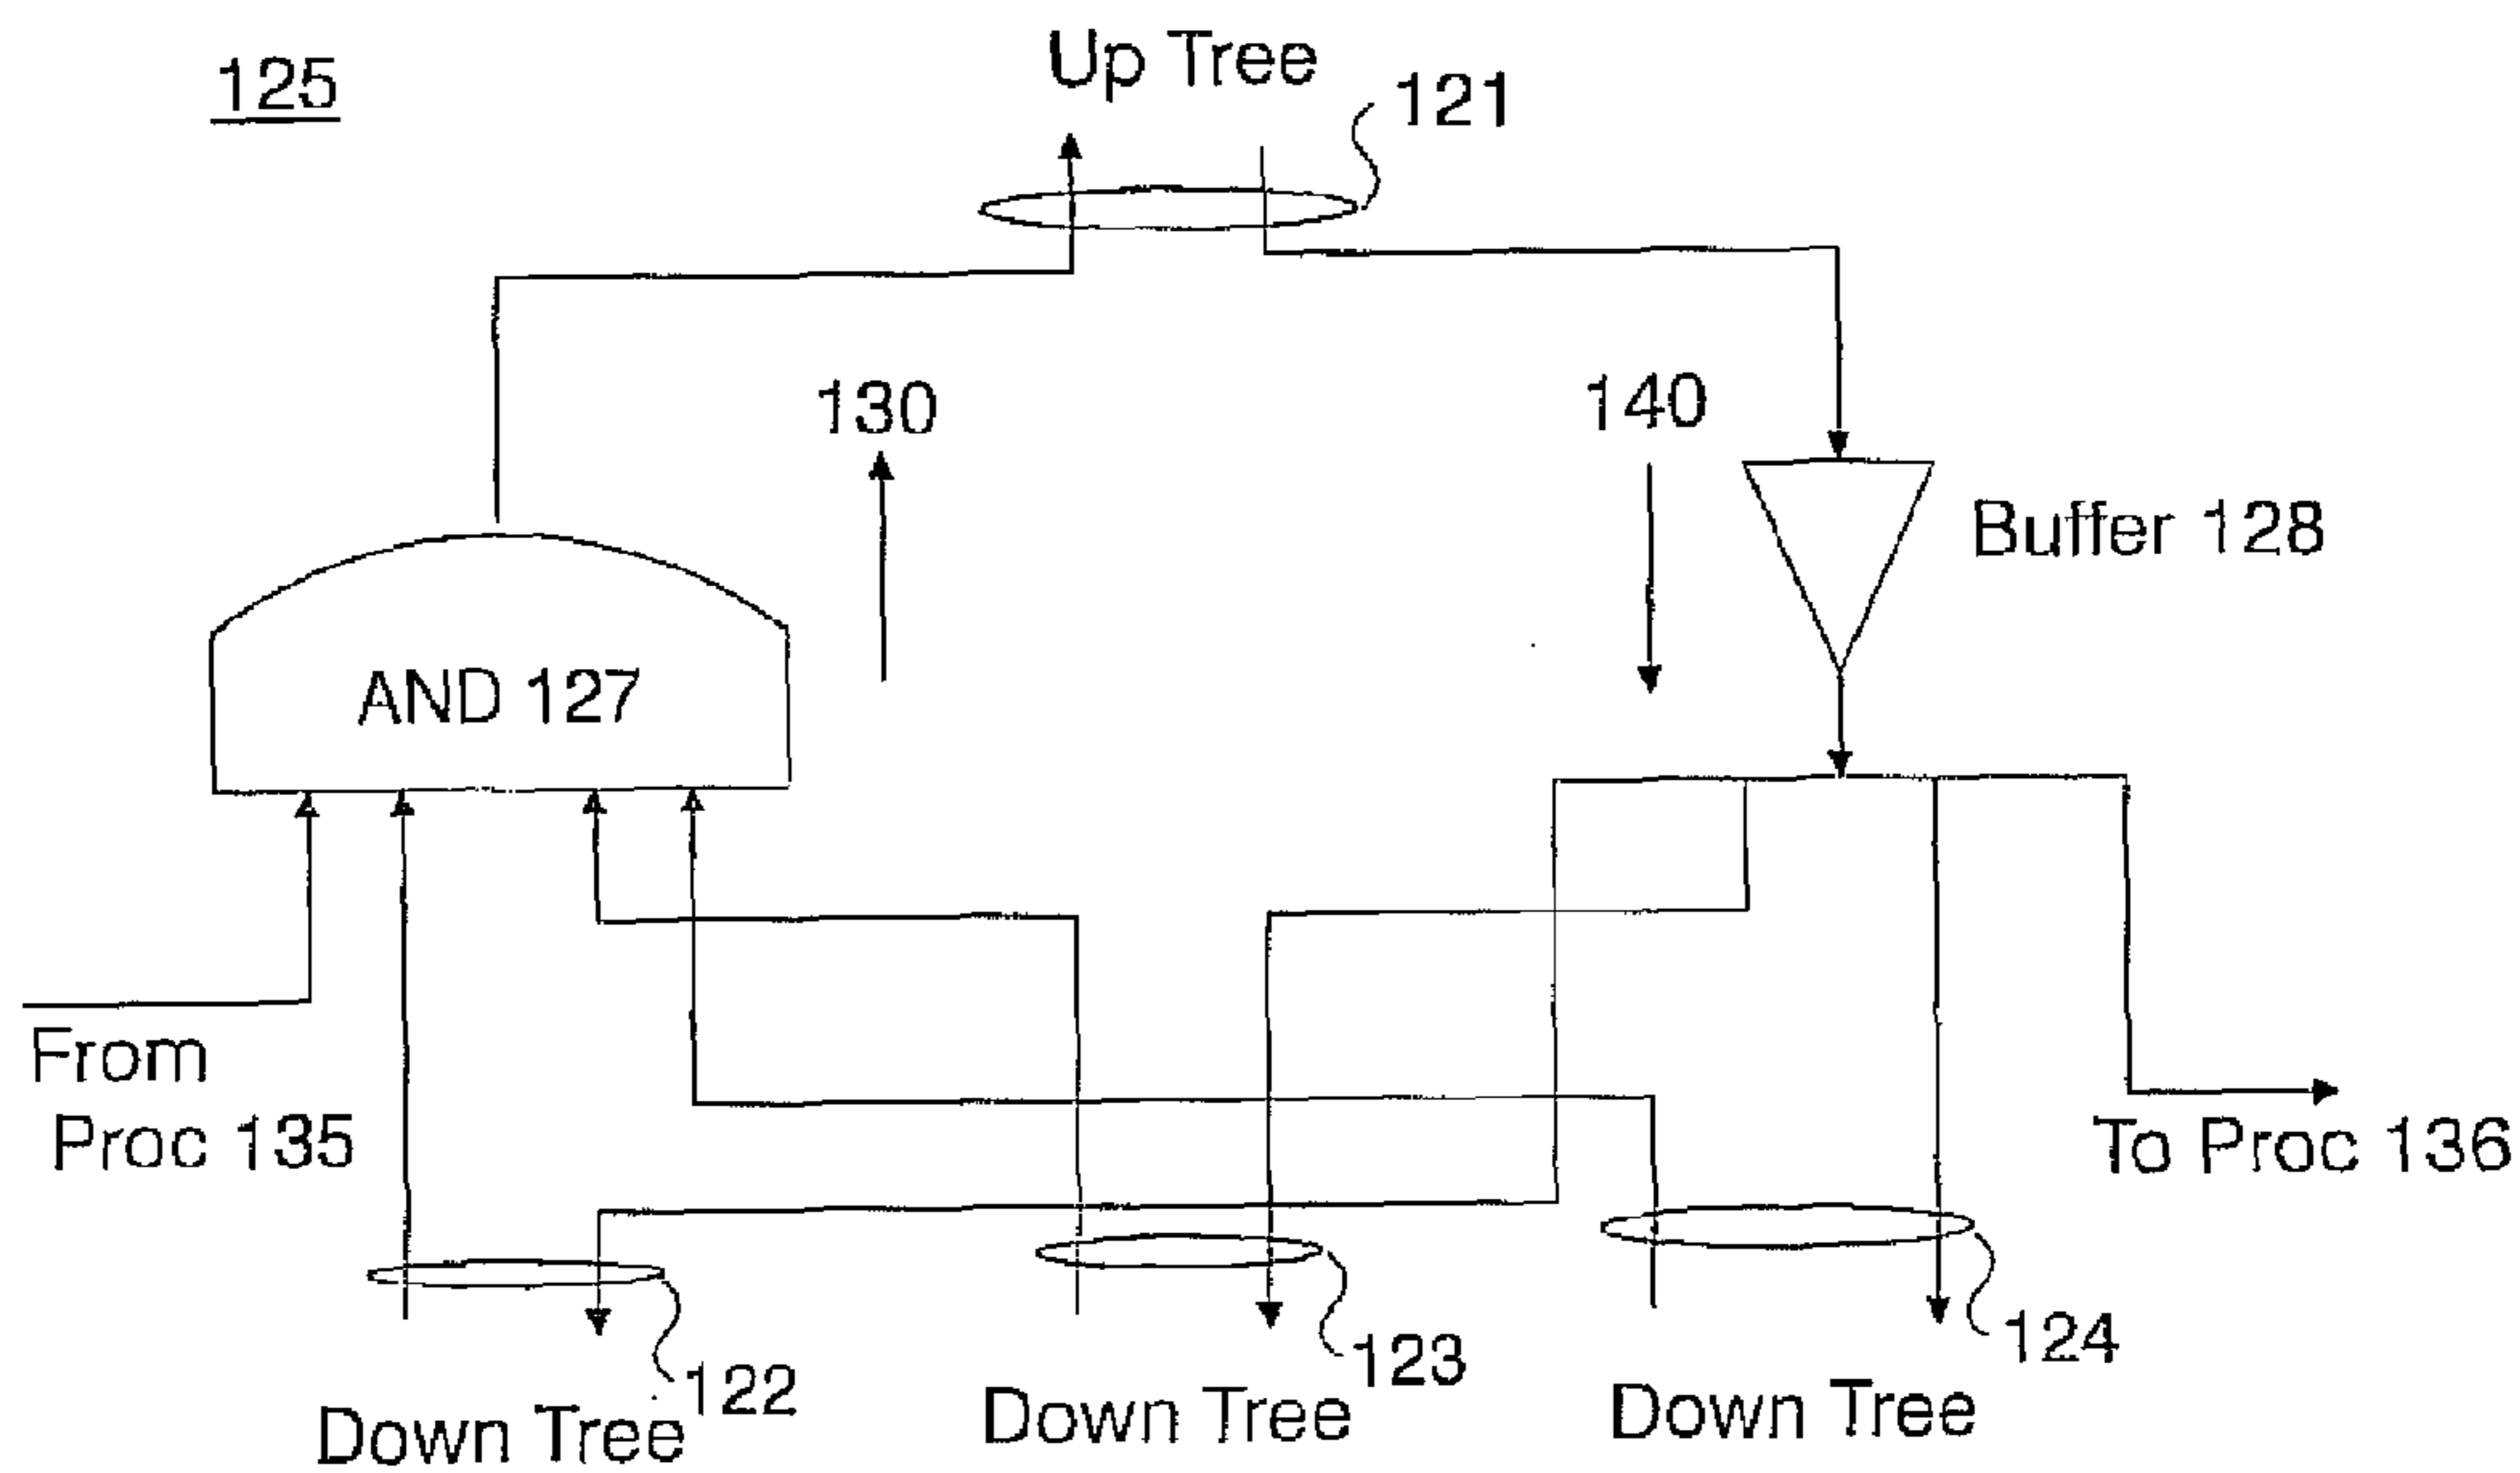 125
Up Tree
121
130
140
Buffer 128
AND 127
From
Proc 135
To Proc 136
122
123
124
Down Tree
Down Tree
Down Tree